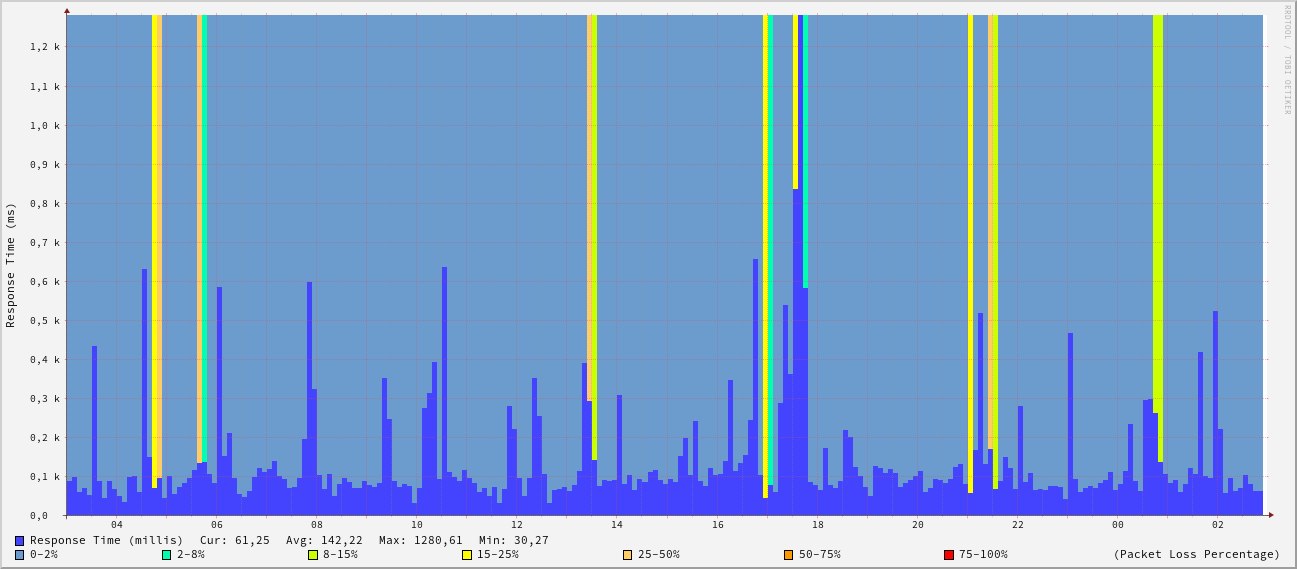 RRDTOOL / TOBI OETIKER
Response Time (ms)
1,2 k
1,1 k
1,0 k
0,9 k
0,8 k
0,7 k
0,6 k
0,5 k
0,4 k
0,3 k
0,2 k
0,1 k
0,0
04 06 08 10 12 14 16 18 20 22 00 02
Response Time (millis) Cur: 61,25 Avg: 142,22 Max: 1280,61 Min: 30,27
0-2% 2-8% 8-15% 15-25% 25-50% 50-75% 75-100% (Packet Loss Percentage)